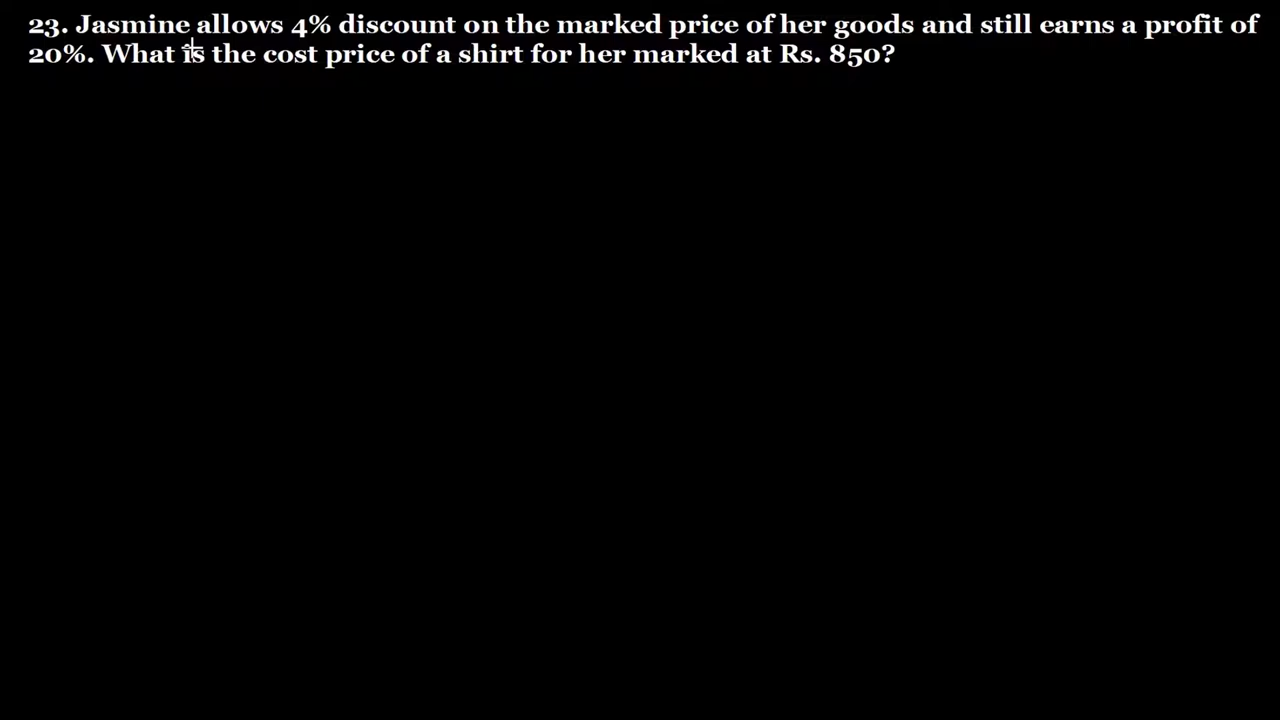 23. Jasmine allows 4% discount on the marked price of her goods and still earns a profit of
20%. What is the cost price of a shirt for her marked at Rs. 850?